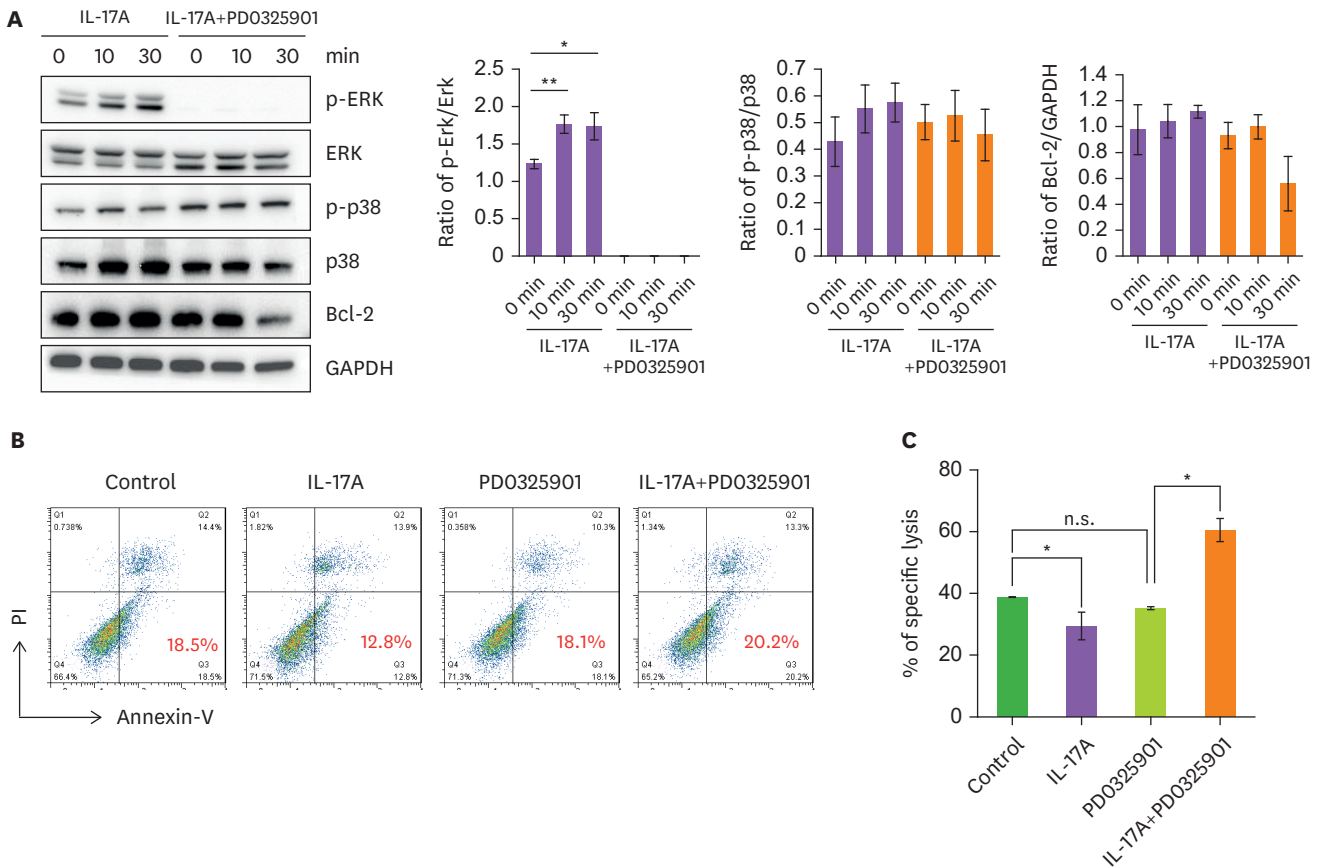 A
IL-17A IL-17A+PD0325901
0 10 30 0 10 30 min
p-ERK
ERK
p-p38
p38
Bcl-2
GAPDH
Ratio of p-Erk/Erk
2.5
2.0
1.5
1.0
0.5
0
**
*
0 min
10 min
30 min
0 min
10 min
30 min
IL-17A
IL-17A
+PD0325901
Ratio of p-p38/p38
0.7
0.6
0.5
0.4
0.3
0.2
0.1
0
0 min
10 min
30 min
0 min
10 min
30 min
IL-17A
IL-17A
+PD0325901
Ratio of Bcl-2/GAPDH
1.4
1.2
1.0
0.8
0.6
0.4
0.2
0
0 min
10 min
30 min
0 min
10 min
30 min
IL-17A
IL-17A
+PD0325901
B
Control
Q1
0.738%
Q2
14.4%
18.5%
Q4
66.4%
Q3
18.5%
IL-17A
Q1
1.82%
Q2
13.9%
12.8%
Q4
71.5%
Q3
12.8%
PD0325901
Q1
0.358%
Q2
10.3%
18.1%
Q4
71.3%
Q3
18.1%
IL-17A+PD0325901
Q1
1.34%
Q2
13.3%
20.2%
Q4
65.2%
Q3
20.2%
PI
Annexin-V
C
% of specific lysis
80
60
40
20
0
n.s.
*
*
Control
IL-17A
PD0325901
IL-17A+PD0325901